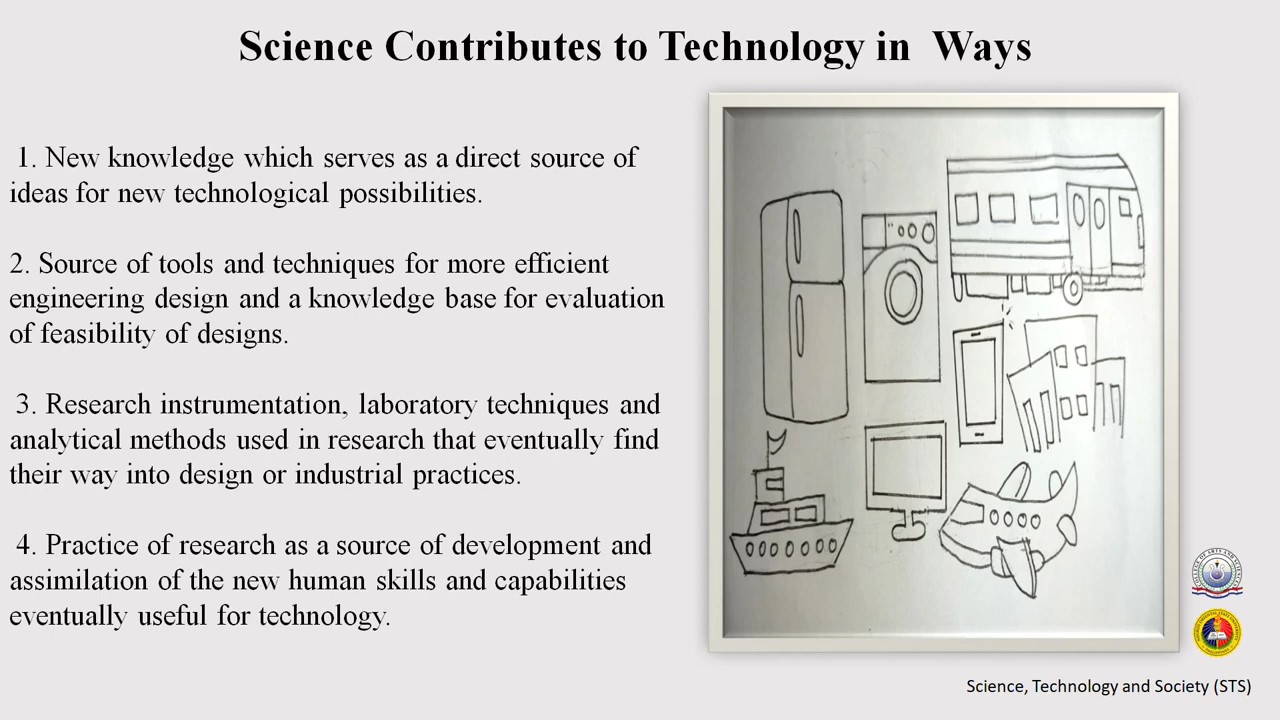 Science Contributes to Technology in  Ways
1. New knowledge which serves as a direct source of
ideas for new technological possibilities.
2. Source of tools and techniques for more efficient
engineering design and a knowledge base for evaluation
of feasibility of designs.
3. Research instrumentation, laboratory techniques and
analytical methods used in research that eventually find
their way into design or industrial practices.
4. Practice of research as a source of development and
assimilation of the new human skills and capabilities
eventually useful for technology.
Science, Technology and Society (STS)